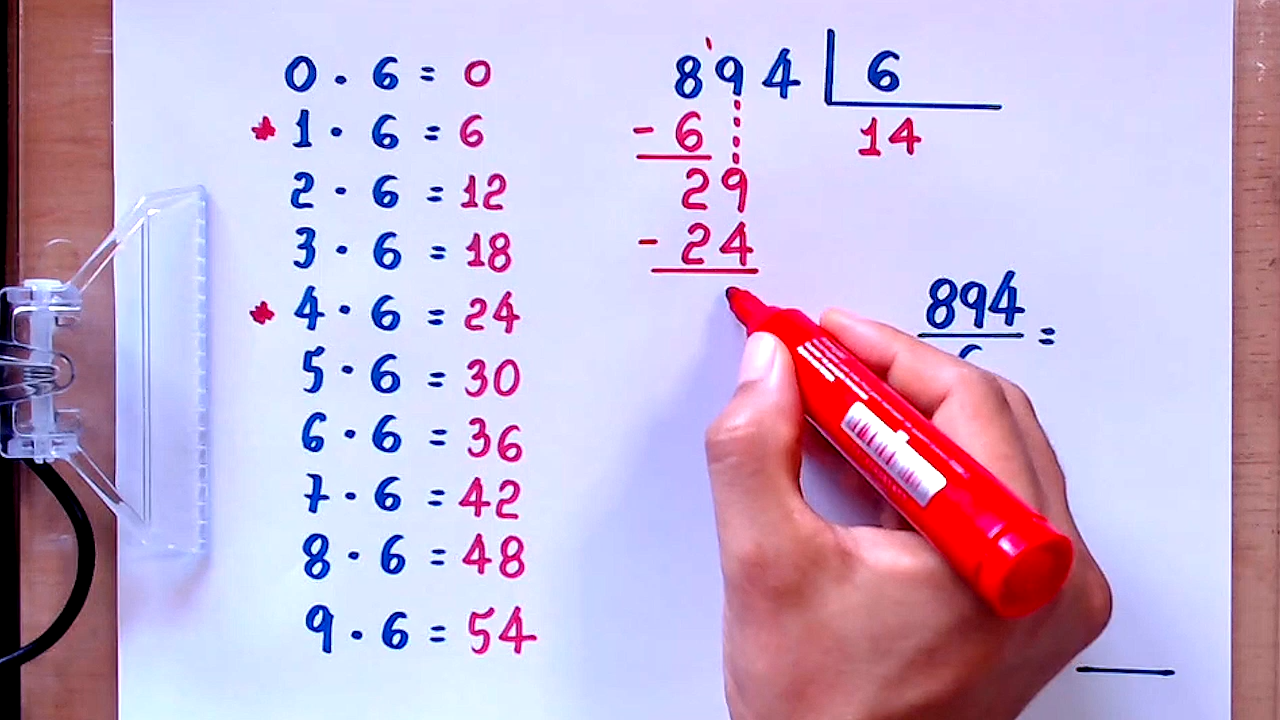 0 · 6 = 0
* 1 · 6 = 6
2 · 6 = 12
3 · 6 = 18
* 4 · 6 = 24
5 · 6 = 30
6 · 6 = 36
7 · 6 = 42
8 · 6 = 48
9 · 6 = 54
894 | 6
- 6
14
29
- 24
894 =